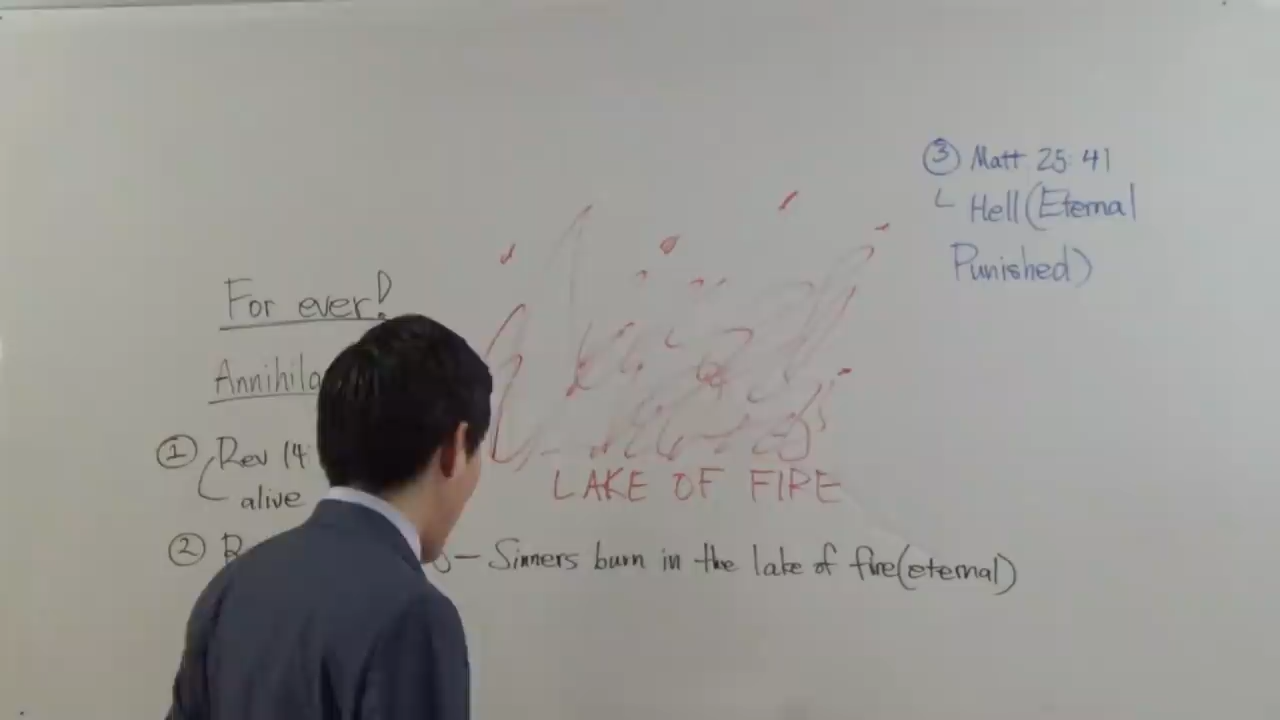 For ever!
Annihila
① Rev 14
alive
LAKE OF FIRE
② R
– Sinners burn in the lake of fire (eternal)
③ Matt 25:41
Hell (Eternal
Punished)